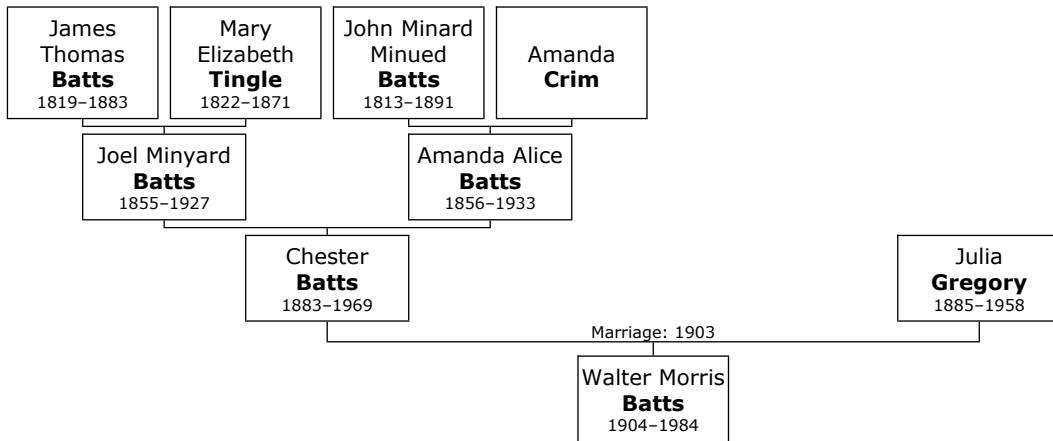 James
Thomas
Batts
1819–1883
Mary
Elizabeth
Tingle
1822–1871
John Minard
Minued
Batts
1813–1891
Amanda
Crim
Joel Minyard
Batts
1855–1927
Amanda Alice
Batts
1856–1933
Chester
Batts
1883–1969
Julia
Gregory
1885–1958
Marriage: 1903
Walter Morris
Batts
1904–1984